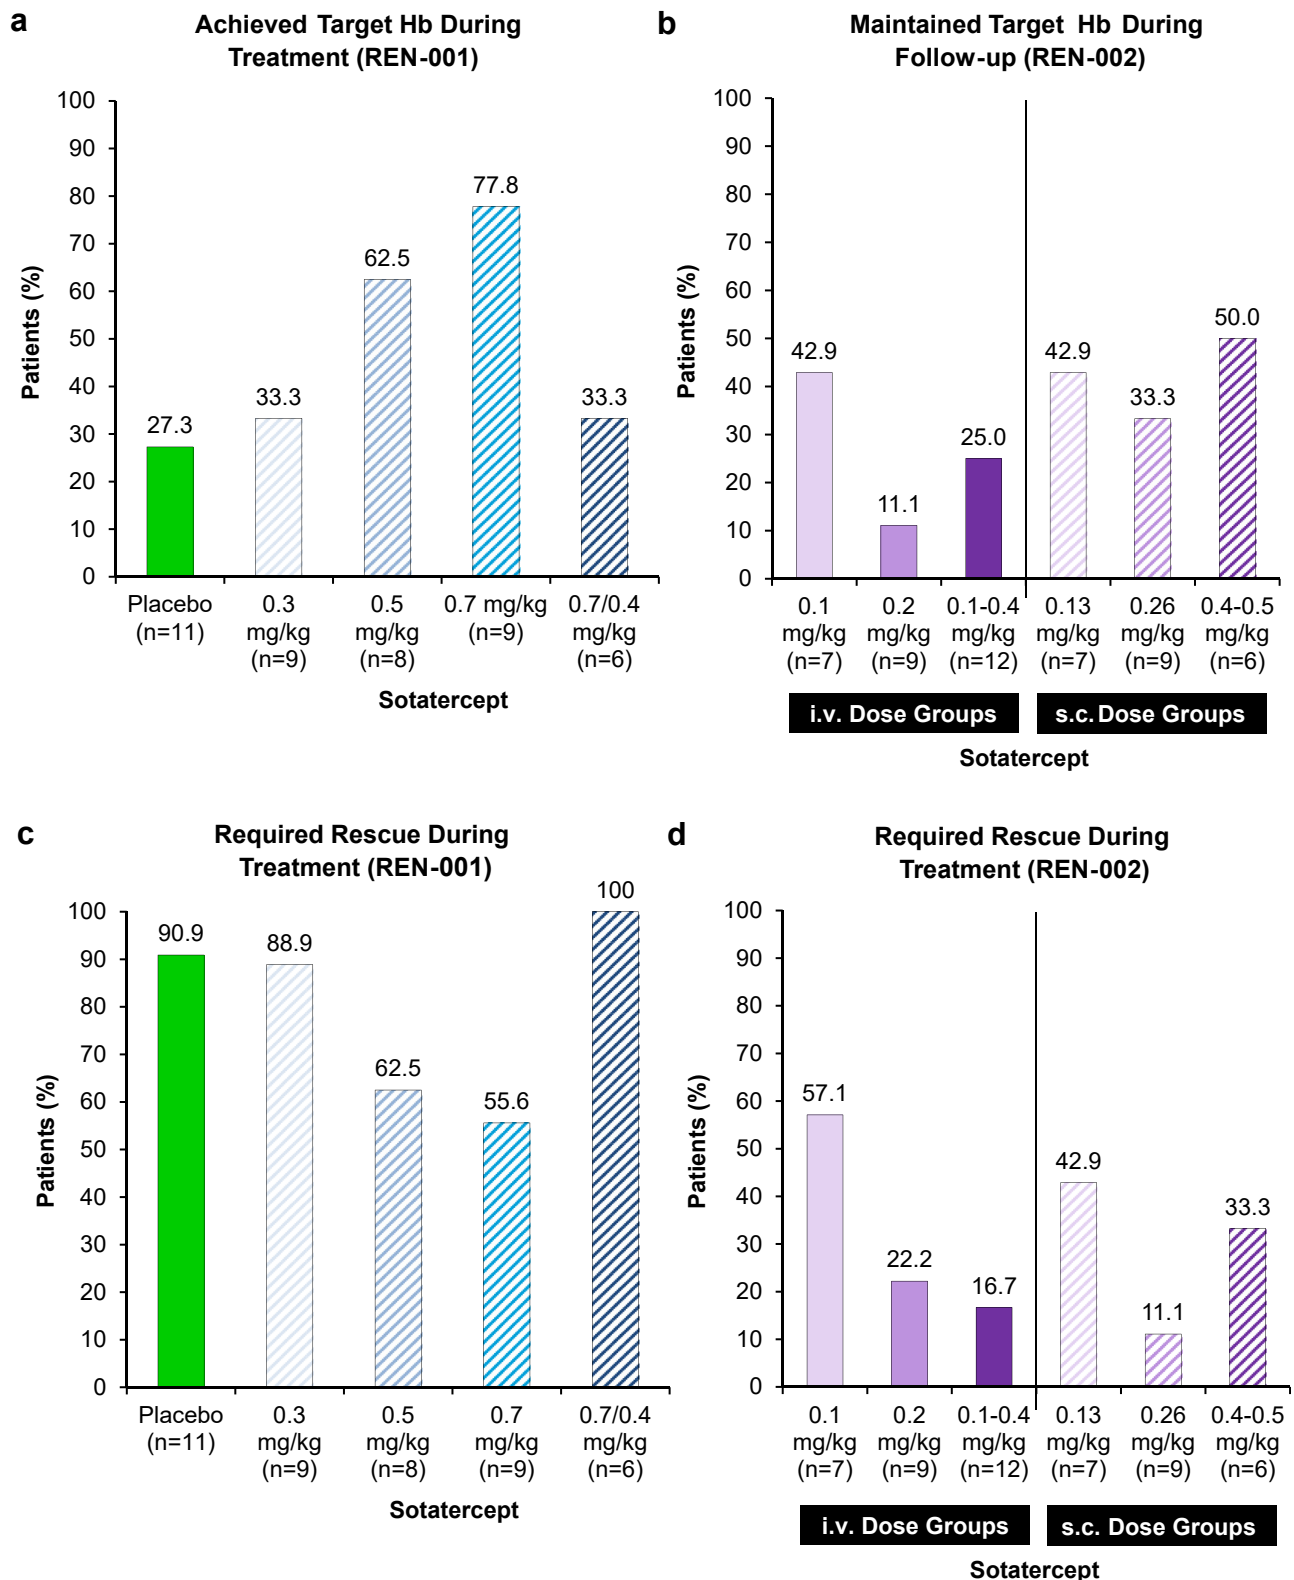 a
Achieved Target Hb During
Treatment (REN-001)
Patients (%)
100
90
80
70
60
50
40
30
20
10
0
27.3
33.3
62.5
77.8
33.3
Placebo
(n=11)
0.3
mg/kg
(n=9)
0.5
mg/kg
(n=8)
0.7 mg/kg
(n=9)
0.7/0.4
mg/kg
(n=6)
Sotatercept
b
Maintained Target Hb During
Follow-up (REN-002)
Patients (%)
100
90
80
70
60
50
40
30
20
10
0
42.9
11.1
25.0
42.9
33.3
50.0
0.1
mg/kg
(n=7)
0.2
mg/kg
(n=9)
0.1-0.4
mg/kg
(n=12)
0.13
mg/kg
(n=7)
0.26
mg/kg
(n=9)
0.4-0.5
mg/kg
(n=6)
i.v. Dose Groups
s.c. Dose Groups
Sotatercept
c
Required Rescue During
Treatment (REN-001)
Patients (%)
100
90
80
70
60
50
40
30
20
10
0
90.9
88.9
62.5
55.6
100
Placebo
(n=11)
0.3
mg/kg
(n=9)
0.5
mg/kg
(n=8)
0.7
mg/kg
(n=9)
0.7/0.4
mg/kg
(n=6)
Sotatercept
d
Required Rescue During
Treatment (REN-002)
Patients (%)
100
90
80
70
60
50
40
30
20
10
0
57.1
22.2
16.7
42.9
11.1
33.3
0.1
mg/kg
(n=7)
0.2
mg/kg
(n=9)
0.1-0.4
mg/kg
(n=12)
0.13
mg/kg
(n=7)
0.26
mg/kg
(n=9)
0.4-0.5
mg/kg
(n=6)
i.v. Dose Groups
s.c. Dose Groups
Sotatercept